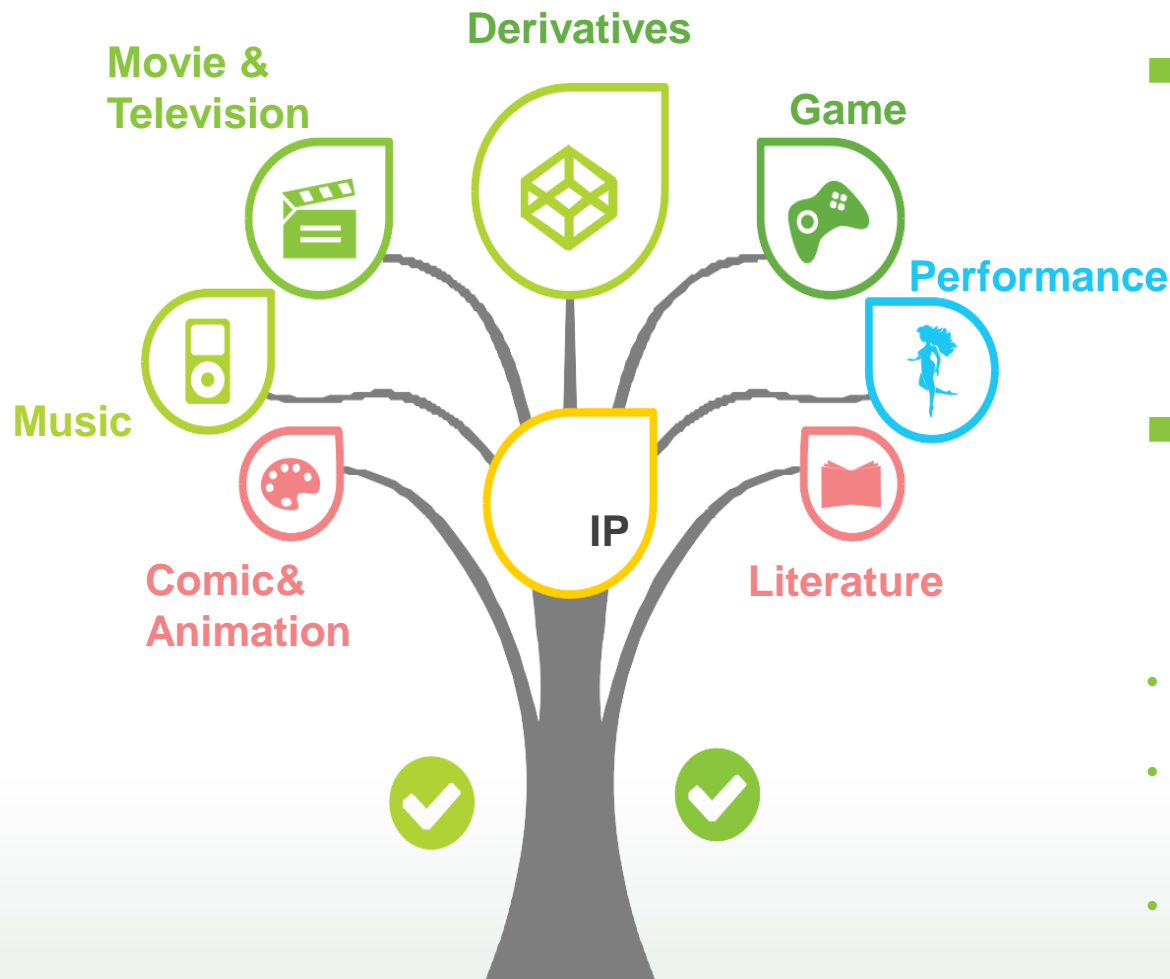 Derivatives
Movie &
Television
Game
Performance
Music
IP
Comic&
Animation
Literature